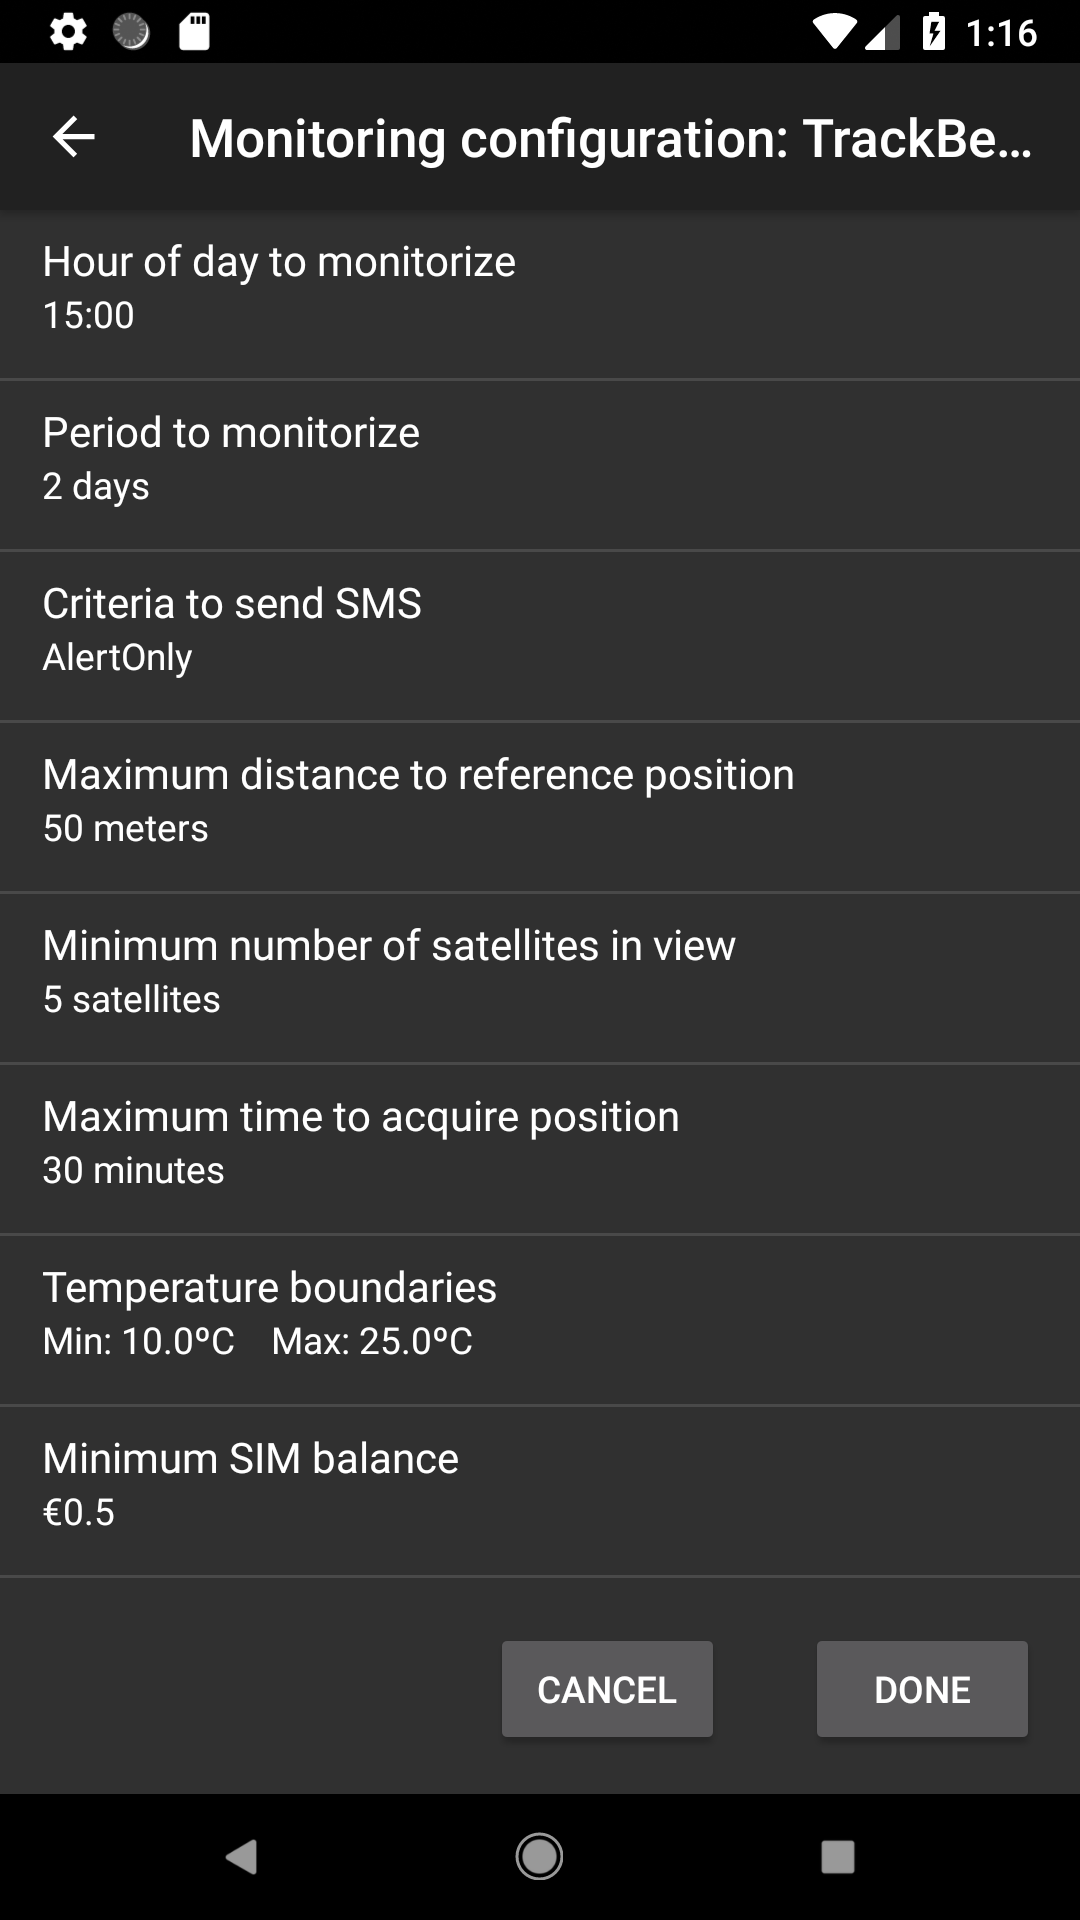 1:16
Monitoring configuration: TrackBe...
Hour of day to monitorize
15:00
Period to monitorize
2 days
Criteria to send SMS
AlertOnly
Maximum distance to reference position
50 meters
Minimum number of satellites in view
5 satellites
Maximum time to acquire position
30 minutes
Temperature boundaries
Min: 10.0ºC Max: 25.0ºC
Minimum SIM balance
€0.5
CANCEL DONE